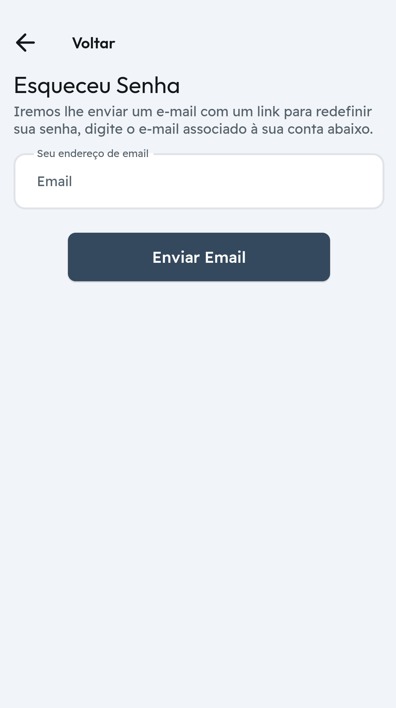 Voltar
Esqueceu Senha
Iremos lhe enviar um e-mail com um link para redefinir
sua senha, digite o e-mail associado à sua conta abaixo.
Seu endereço de email
Email
Enviar Email